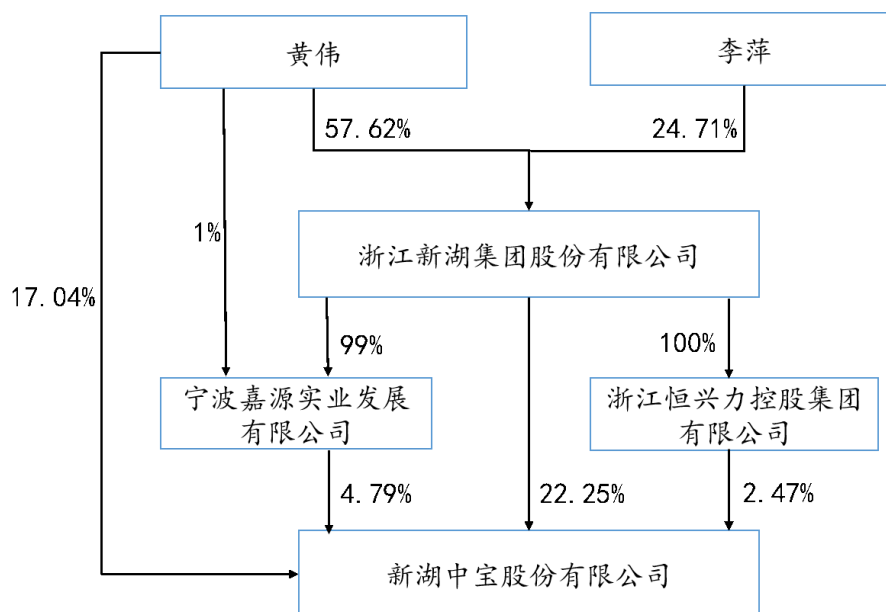 黄伟
李萍
57.62%
24.71%
1%
浙江新湖集团股份有限公司
17.04%
99%
100%
宁波嘉源实业发展
有限公司
浙江恒兴力控股集团
有限公司
4.79%
22.25%
2.47%
新湖中宝股份有限公司